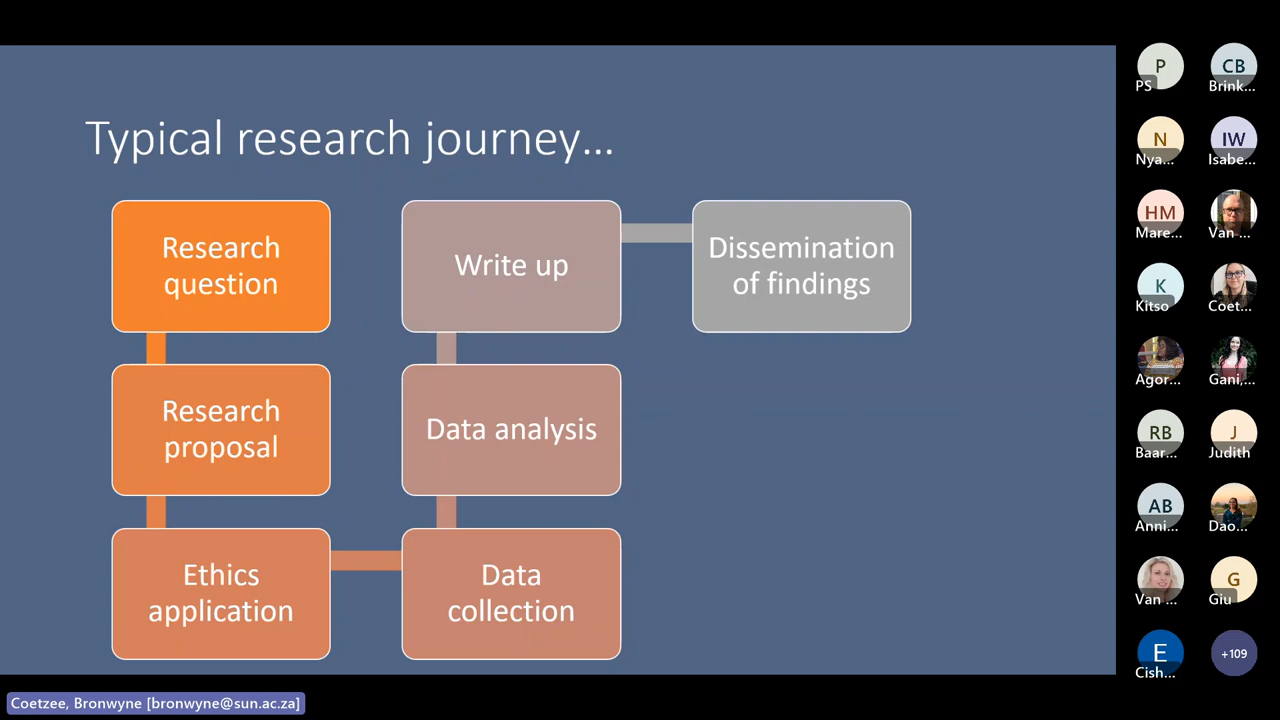 Typical research journey...
Research
question
Research
proposal
Ethics
application
Write up
Data analysis
Data
collection
Dissemination
of findings
P
PS
CB
Brink...
N
Nya...
IW
Isabe...
HM
Mare...
Van ...
K
Kitso
Coet...
Agor...
Gani,...
RB
Baar...
J
Judith
AB
Anni...
Dao...
Van ...
G
Giu
E
Cish...
+109
Coetzee, Bronwyne [bronwyne@sun.ac.za]